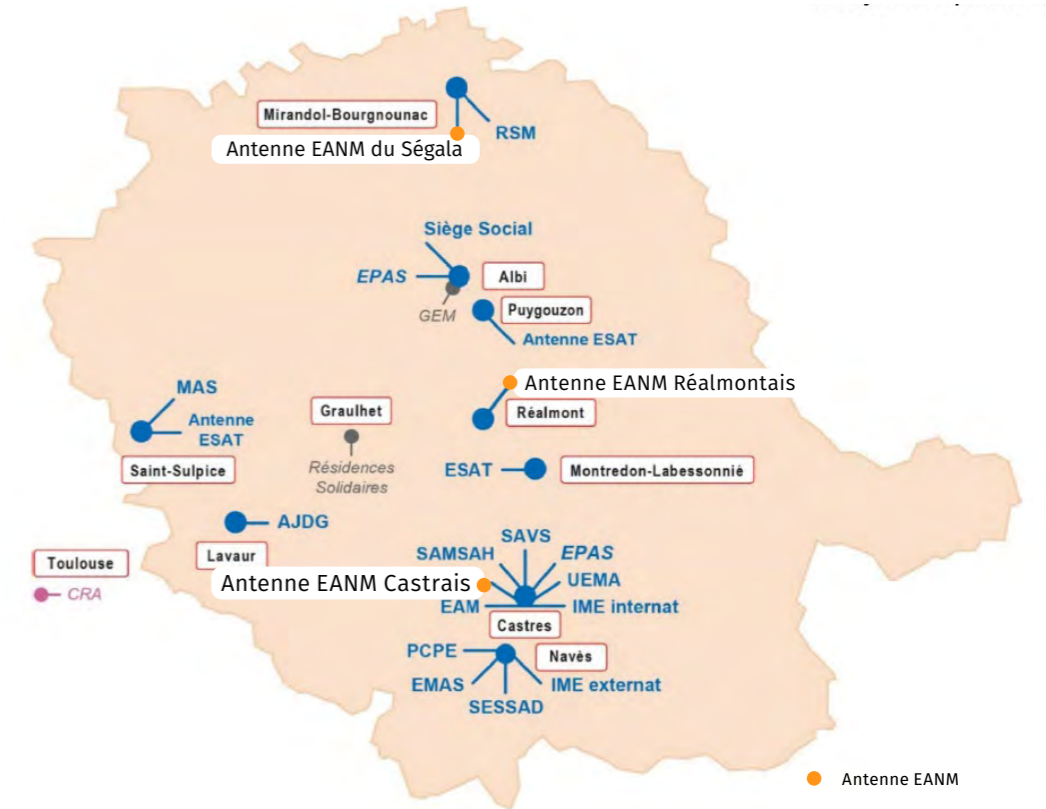 Mirandol-Bourgnounac
RSM
Antenne EANM du Ségala
Siège Social
EPAS
Albi
GEM
Puygouzon
Antenne ESAT
Antenne EANM Réalmontais
MAS
Antenne
ESAT
Graulhet
Réalmont
Saint-Sulpice
Résidences
Solidaires
ESAT
Montredon-Labessonnié
AJDG
SAVS
Lavaur
SAMSAH
EPAS
Toulouse
CRA
Antenne EANM Castrais
UEMA
EAM
IME internat
Castres
PCPE
Navès
EMAS
IME externat
SESSAD
Antenne EANM